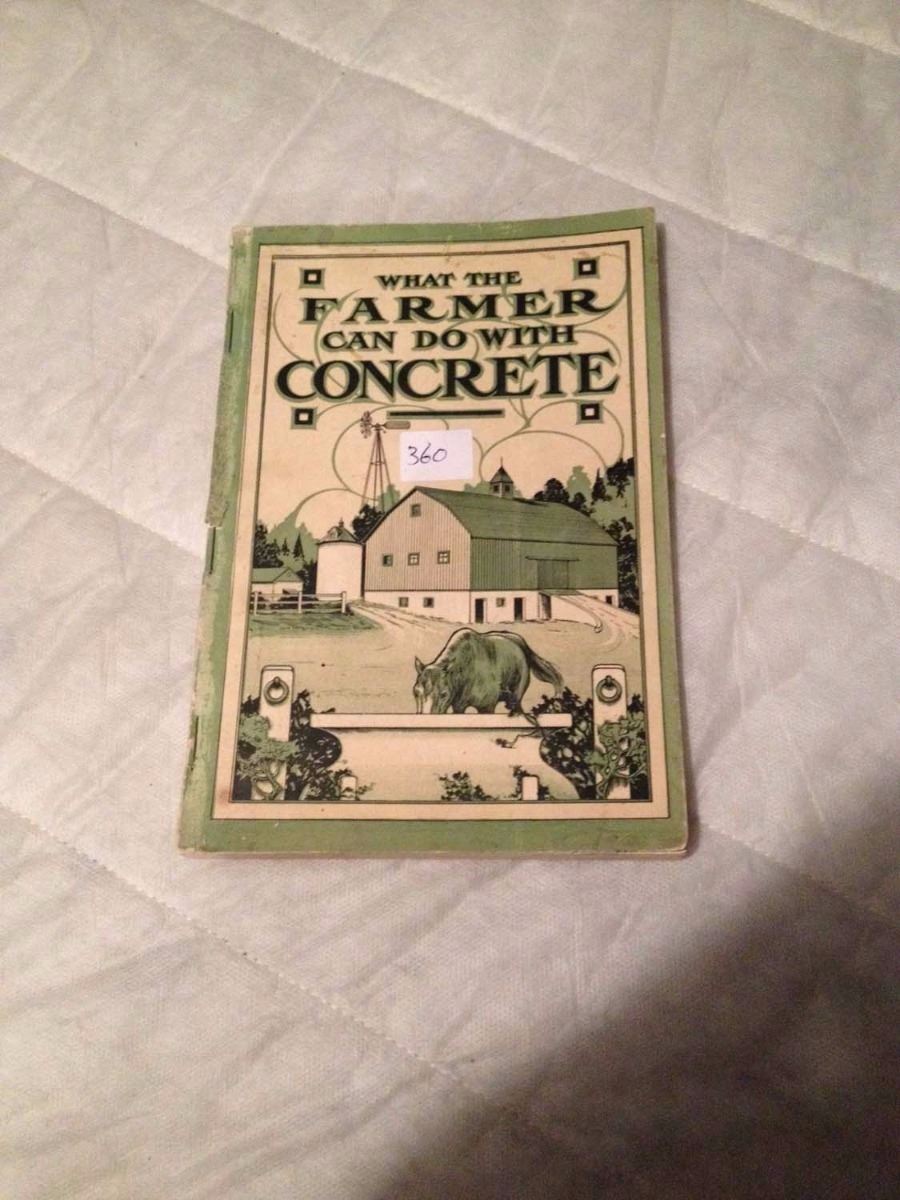 WHAT THE
FARMER
CAN DO WITH
CONCRETE
360